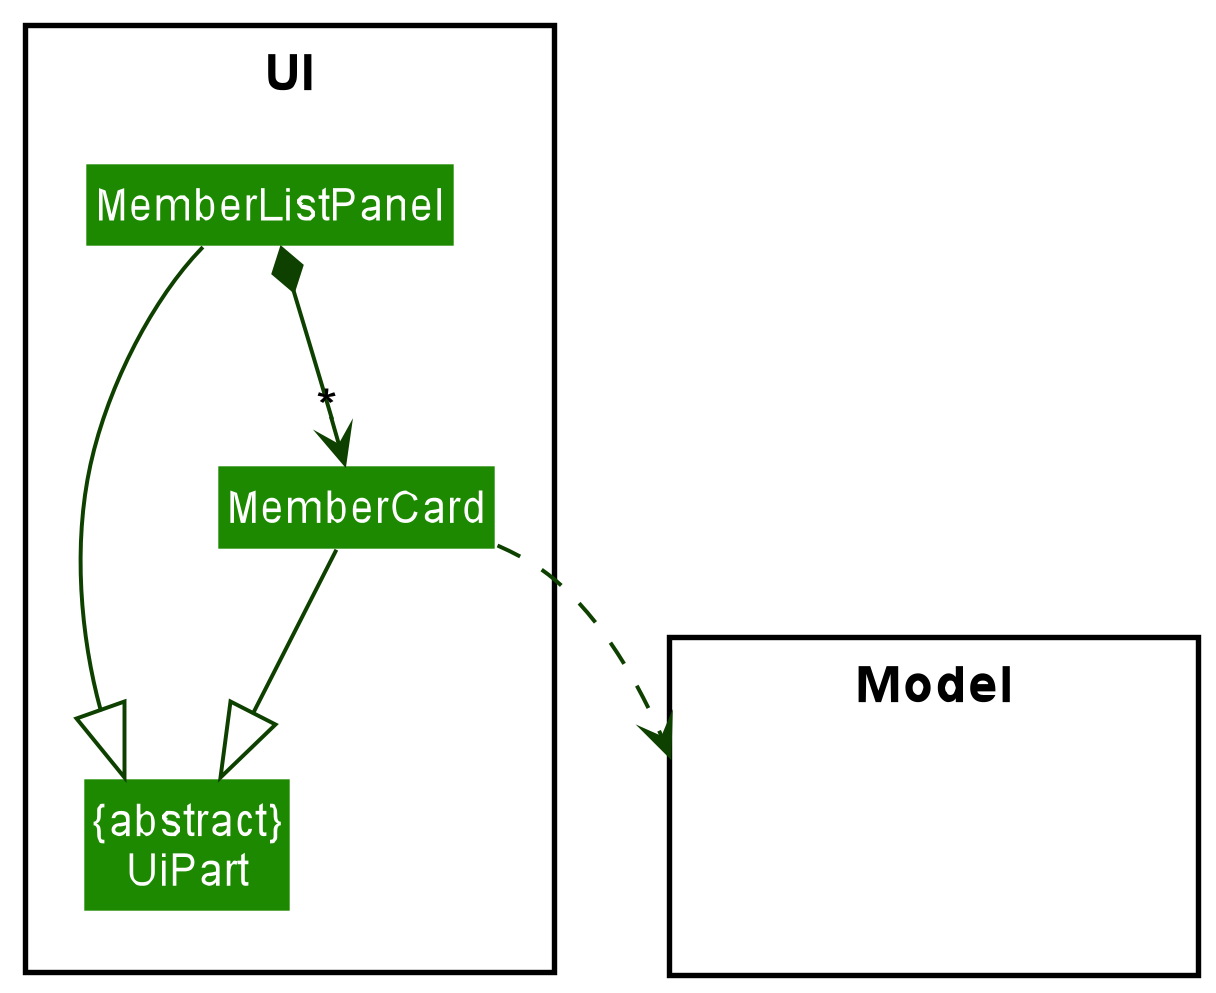 UI
MemberListPanel
*
MemberCard
Model
{abstract}
UiPart